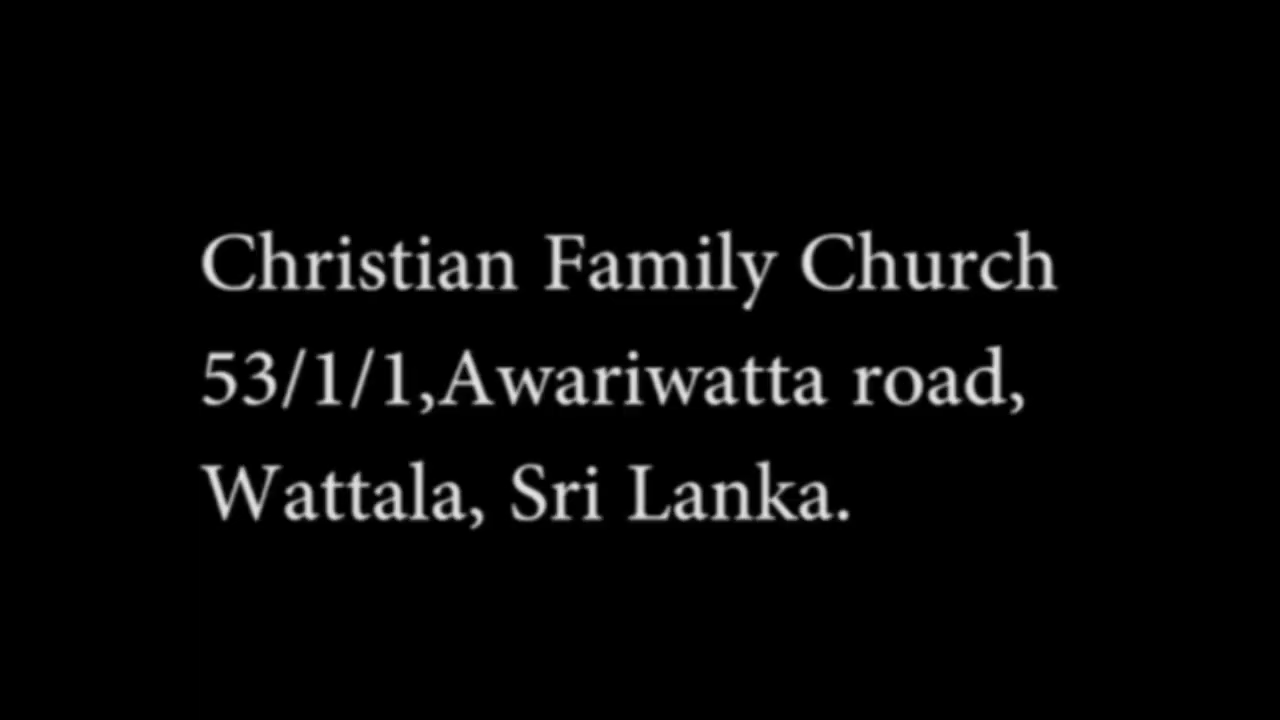 Christian Family Church
53/1/1,Awariwatta road,
Wattala, Sri Lanka.